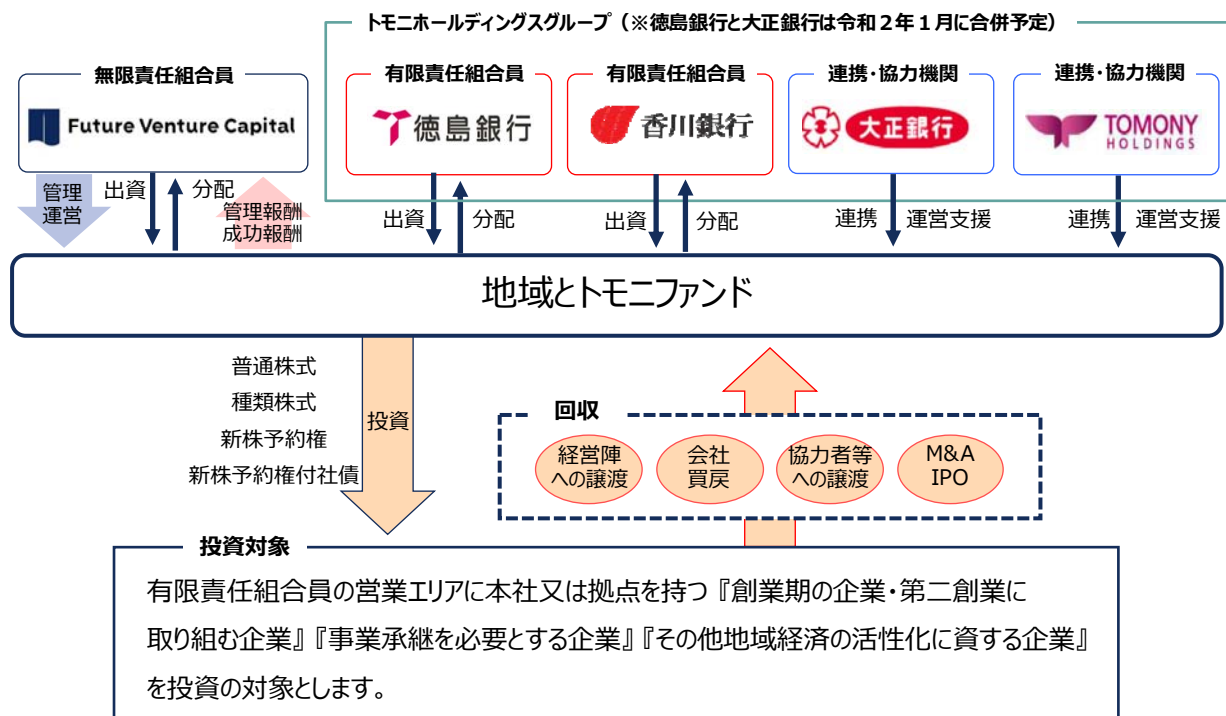 トモニホールディングスグループ（※徳島銀行と大正銀行は令和２年１月に合併予定）
無限責任組合員
有限責任組合員
有限責任組合員
連携・協力機関
連携・協力機関
Future Venture Capital
徳島銀行
香川銀行
大正銀行
TOMONY
HOLDINGS
管理
運営
出資
分配
管理報酬
成功報酬
出資
分配
出資
分配
連携
運営支援
連携
運営支援
地域とトモニファンド
普通株式
種類株式
新株予約権
新株予約権付社債
投資
回収
経営陣
への譲渡
会社
買戻
協力者等
への譲渡
M&A
IPO
投資対象
有限責任組合員の営業エリアに本社又は拠点を持つ『創業期の企業・第二創業に
取り組む企業』『事業承継を必要とする企業』『その他地域経済の活性化に資する企業』
を投資の対象とします。